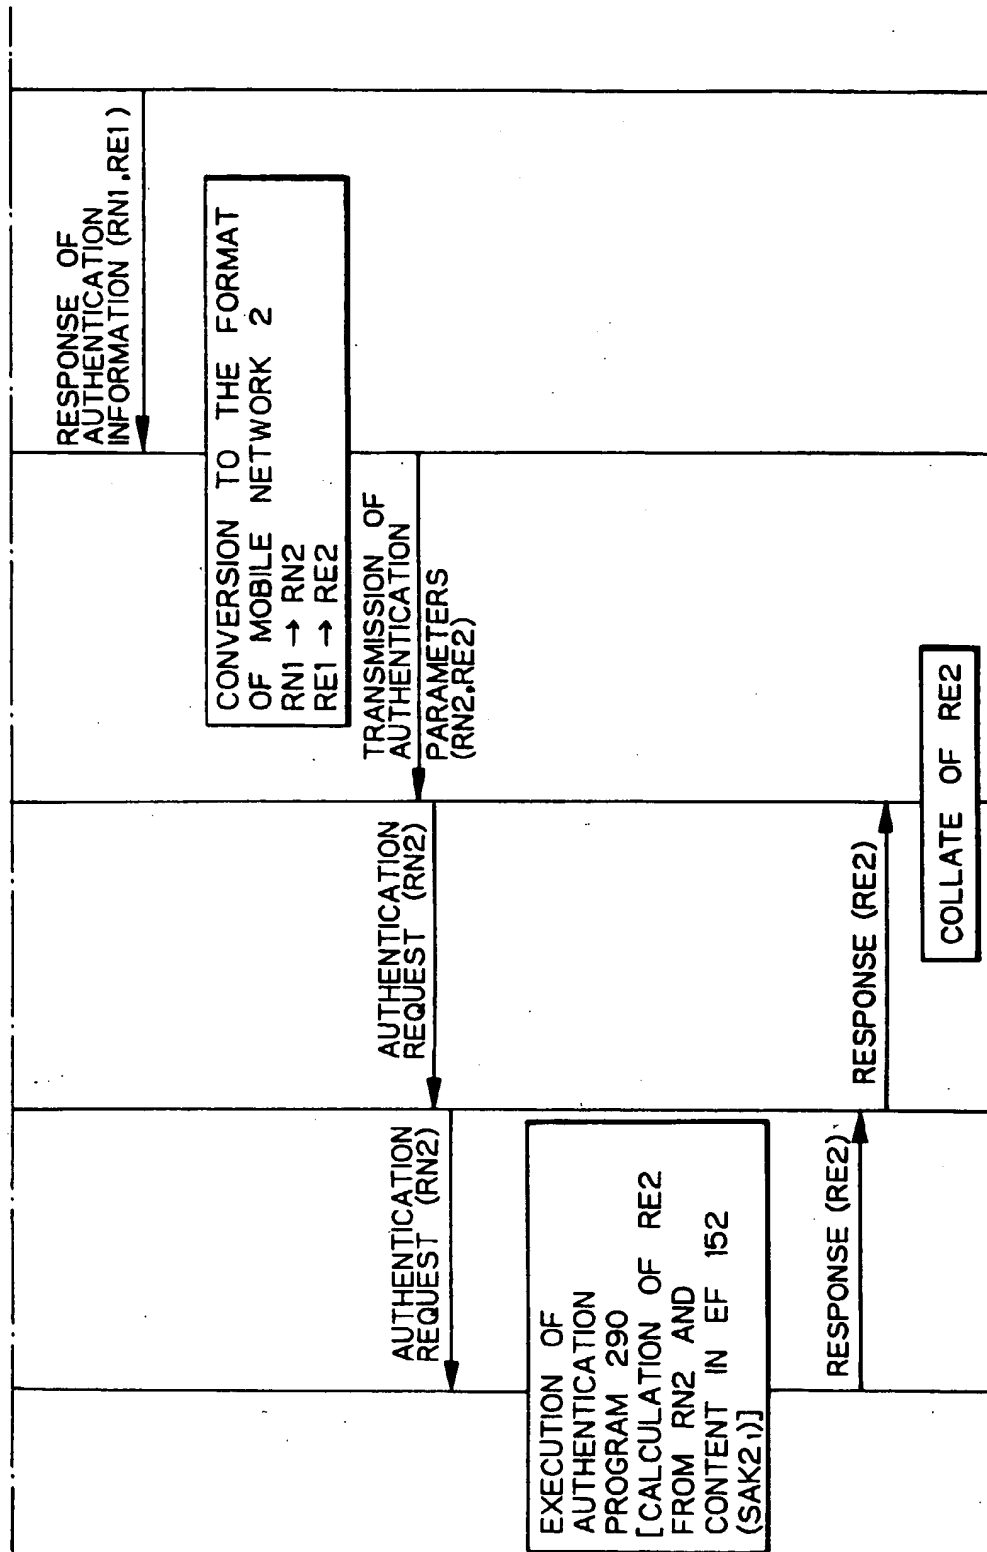 RESPONSE OF
AUTHENTICATION
INFORMATION (RN1,RE1)
CONVERSION TO THE FORMAT
OF MOBILE NETWORK 2
RN1 → RN2
RE1 → RE2
TRANSMISSION OF
AUTHENTICATION
PARAMETERS
(RN2,RE2)
AUTHENTICATION
REQUEST (RN2)
AUTHENTICATION
REQUEST (RN2)
EXECUTION OF
AUTHENTICATION
PROGRAM 290
[CALCULATION OF RE2
FROM RN2 AND
CONTENT IN EF 152
(SAK2₁)]
RESPONSE (RE2)
RESPONSE (RE2)
COLLATE OF RE2